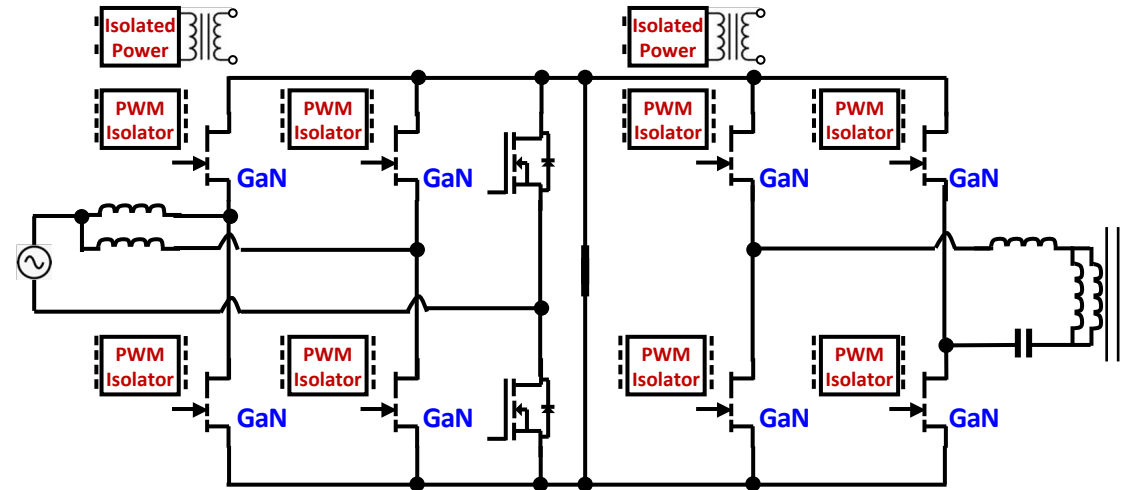 Isolated
Power
Isolated
Power
PWM
Isolator
PWM
Isolator
PWM
Isolator
PWM
Isolator
GaN
GaN
GaN
GaN
PWM
Isolator
PWM
Isolator
PWM
Isolator
PWM
Isolator
GaN
GaN
GaN
GaN